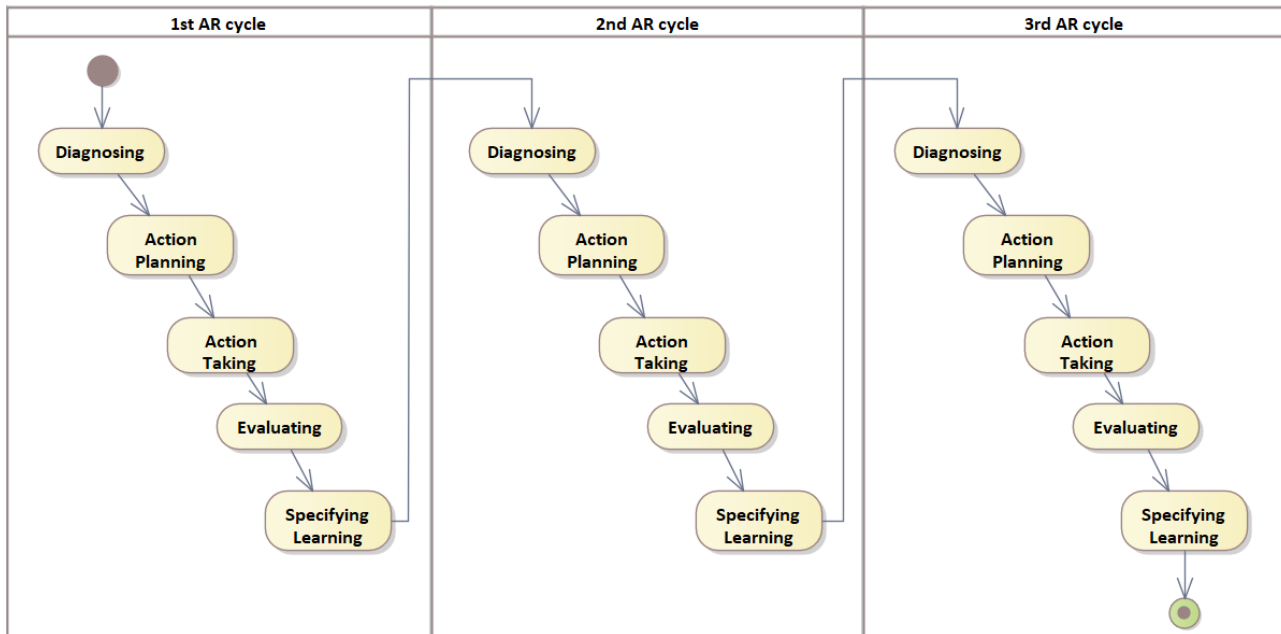 1st AR cycle
2nd AR cycle
3rd AR cycle
Diagnosing
Action
Planning
Action
Taking
Evaluating
Specifying
Learning
Diagnosing
Action
Planning
Action
Taking
Evaluating
Specifying
Learning
Diagnosing
Action
Planning
Action
Taking
Evaluating
Specifying
Learning